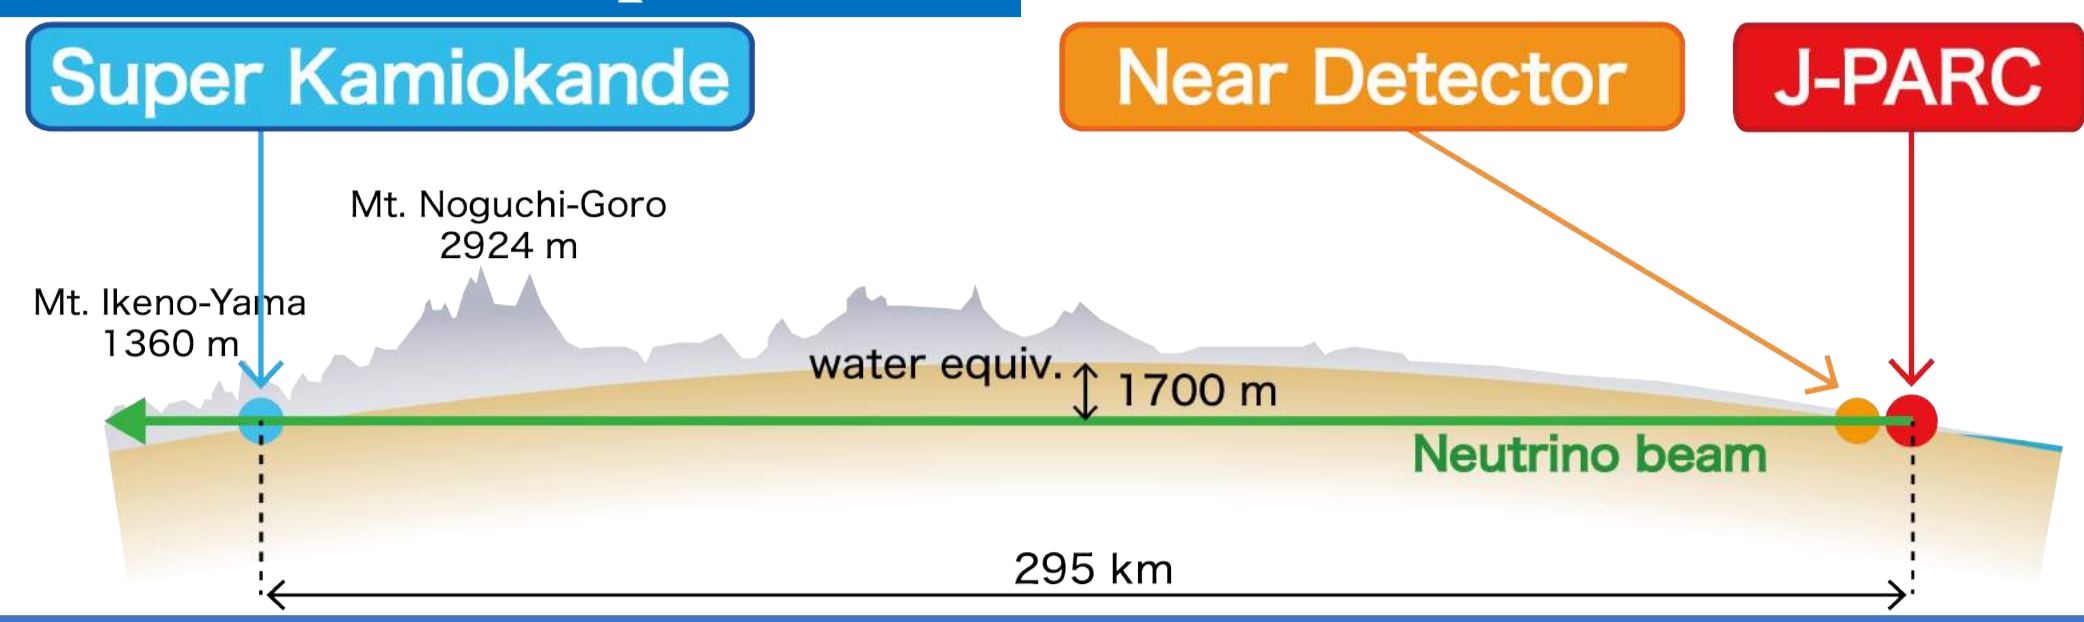 Super Kamiokande
Near Detector
J-PARC
Mt. Noguchi-Goro
2924 m
Mt. Ikeno-Yama
1360 m
water equiv.
1700 m
Neutrino beam
295 km